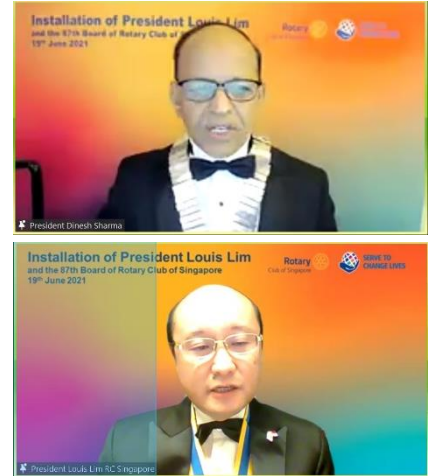 Installation of President Louis Lim
and the 87th Board of Rotary Club of
19th June 2021
Rotary
President Dinesh Sharma
Installation of President Louis Lim
and the 87th Board of Rotary Club of Singapore
19th June 2021
Rotary
Club of Singapore
SERVE TO
CHANGE LIVES
President Louis Lim RC Singapore